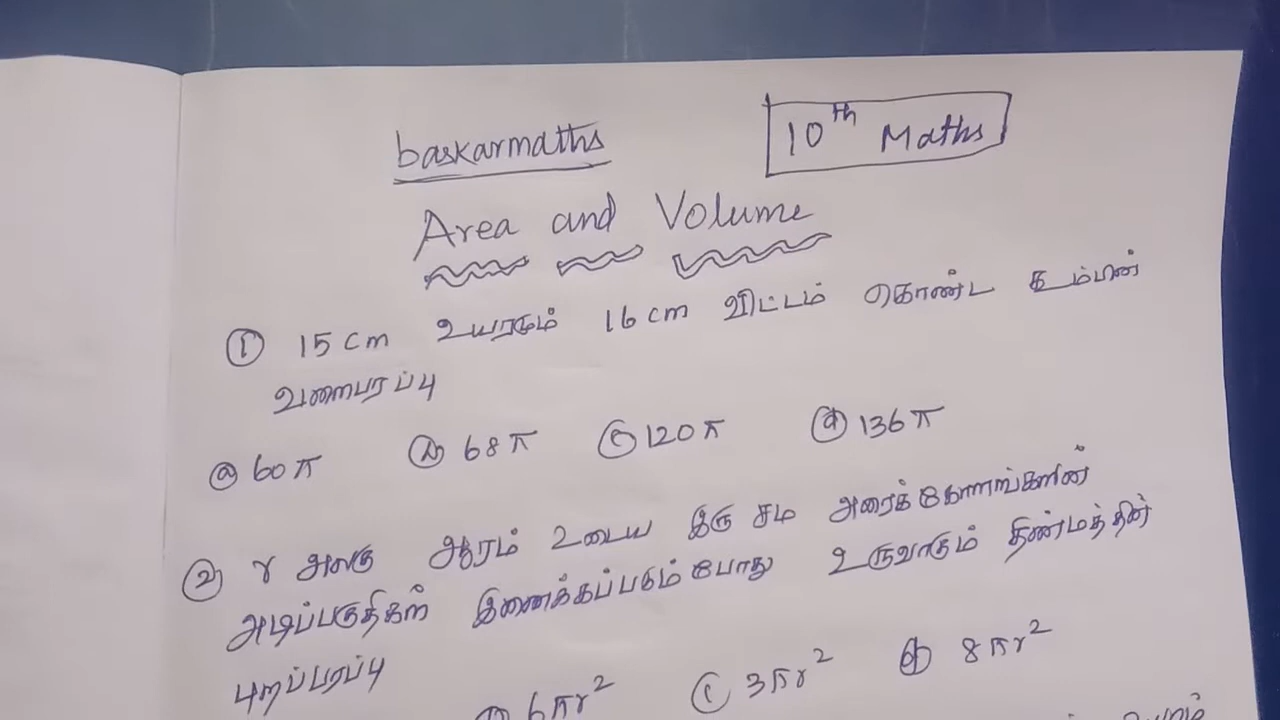 baskarmaths
10th Maths
Area and Volume
① 15 cm உயரமும் 16 cm விட்டம் கொண்ட கூம்பின்
வளைபரப்பு
ⓐ 60π ⓑ 68π ⓒ 120π ⓓ 136π
② r அலகு ஆரம் உடைய இரு சம அரைக்கோளங்களின்
அடிப்பகுதிகள் இணைக்கப்படும்போது உருவாகும் திண்மத்தின்
புறப்பரப்பு
6πr² ⓒ 3πr² ⓓ 8πr²